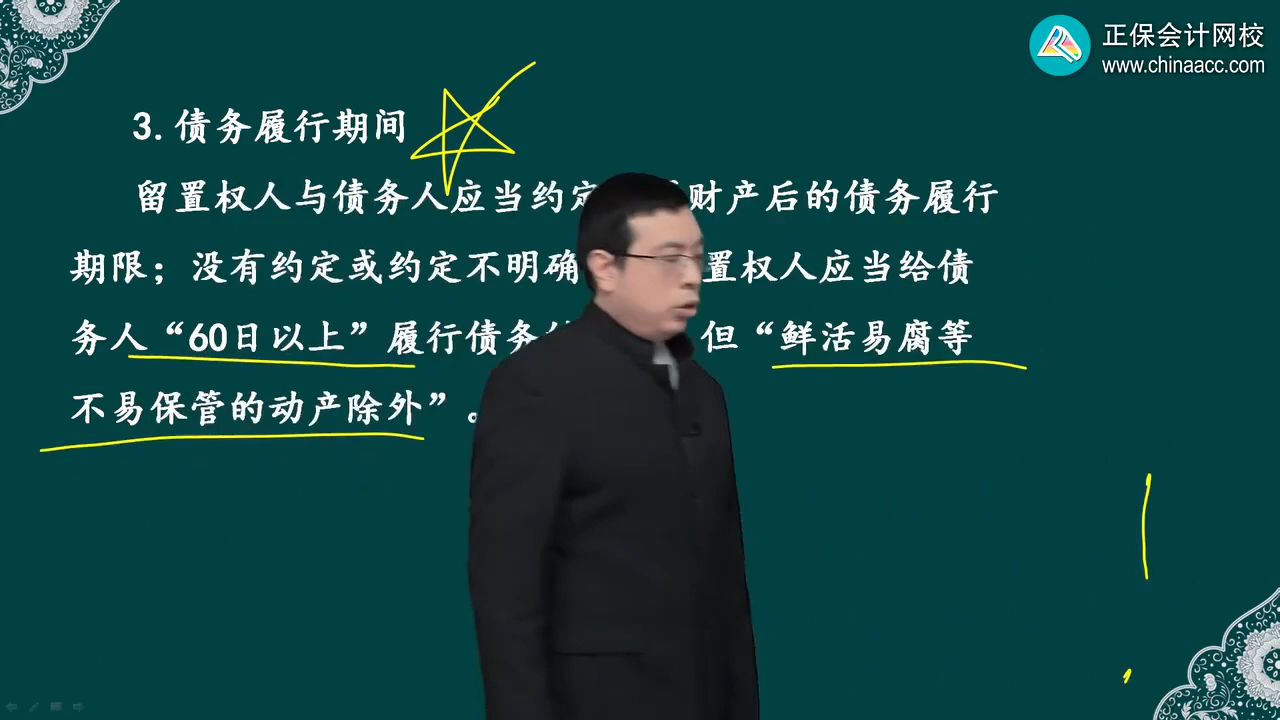 正保会计网校
www.chinaacc.com
3.债务履行期间
留置权人与债务人应当约定 财产后的债务履行
期限；没有约定或约定不明确 置权人应当给债
务人“60日以上”履行债务 但“鲜活易腐等
不易保管的动产除外”。